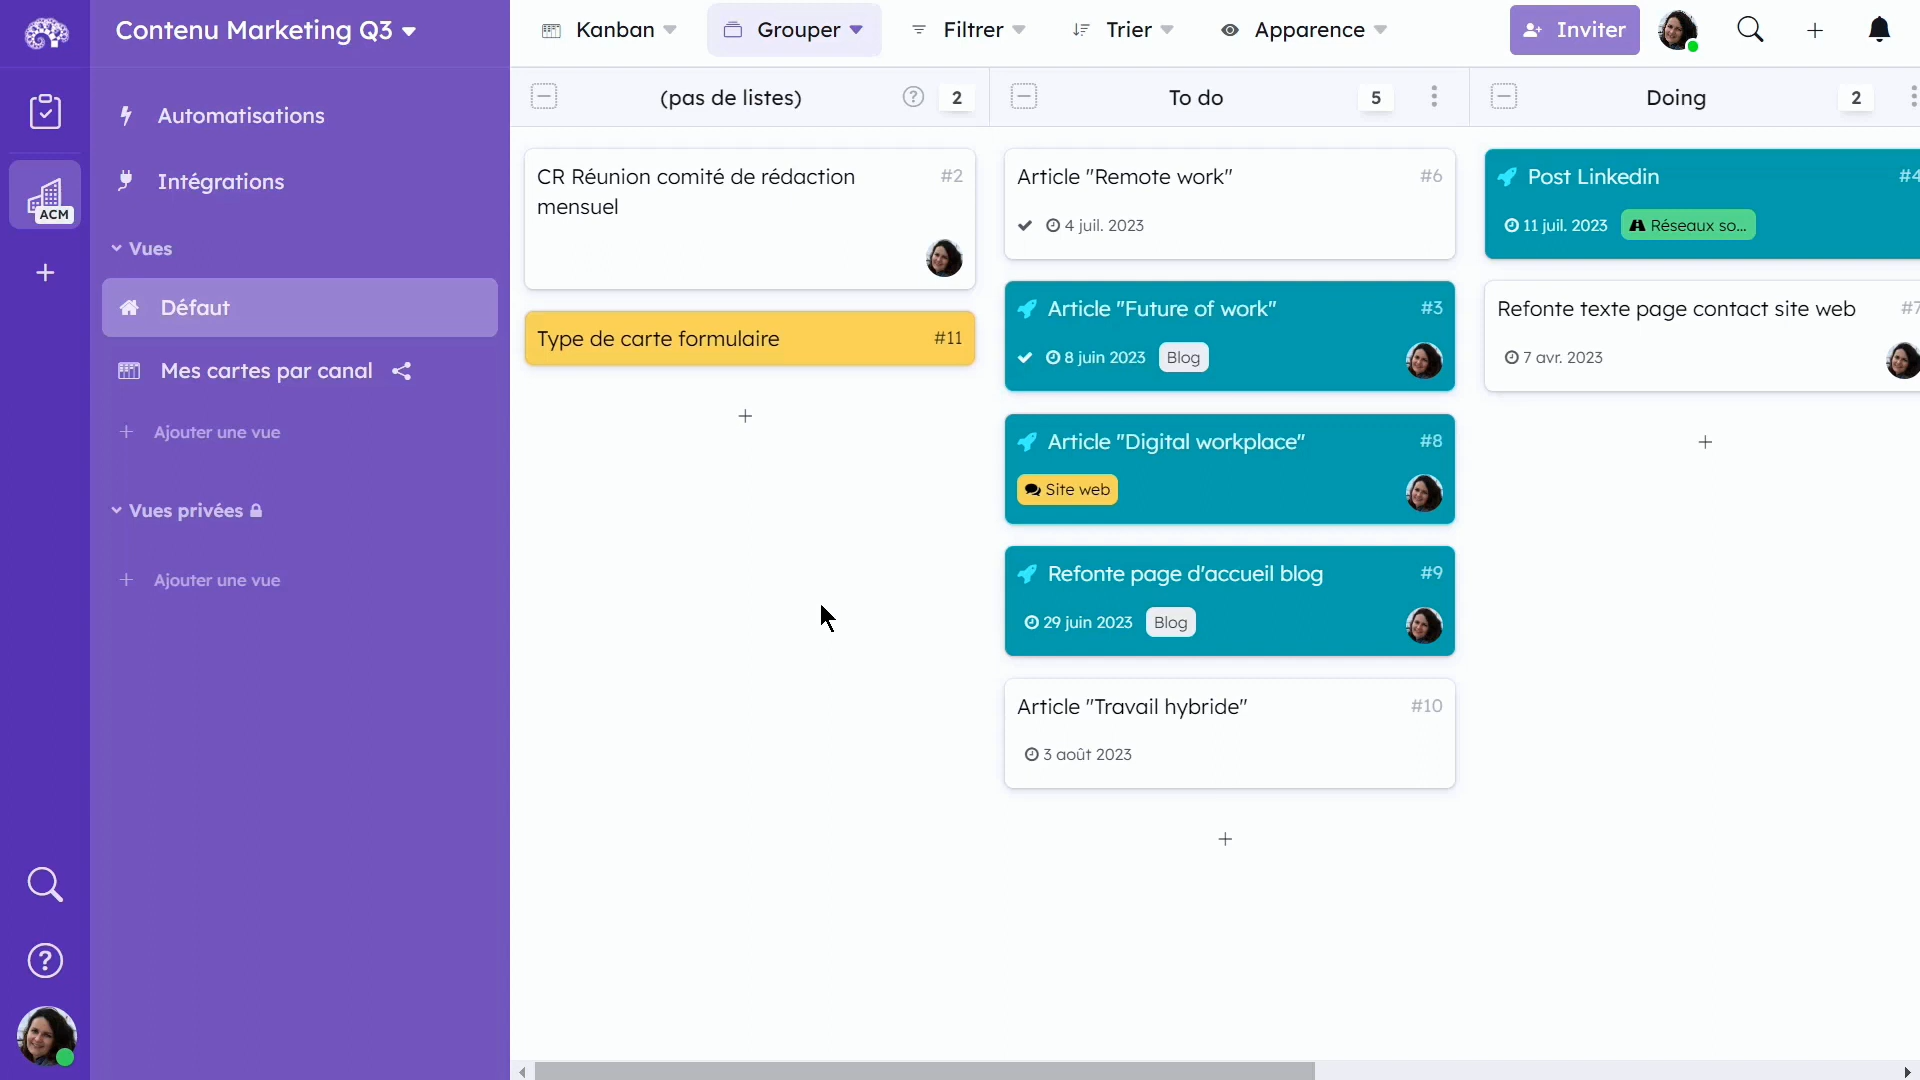 Contenu Marketing Q3
Kanban
Grouper
Filtrer
Trier
Apparence
Inviter
Automatisations
Intégrations
Vues
Défaut
Mes cartes par canal
Ajouter une vue
Vues privées
Ajouter une vue
ACM
(pas de listes)
2
CR Réunion comité de rédaction
mensuel
#2
Type de carte formulaire
#11
To do
5
Article "Remote work"
#6
4 juil. 2023
Article "Future of work"
#3
8 juin 2023
Blog
Article "Digital workplace"
#8
Site web
Refonte page d'accueil blog
#9
29 juin 2023
Blog
Article "Travail hybride"
#10
3 août 2023
Doing
2
Post Linkedin
#4
11 juil. 2023
Réseaux so...
Refonte texte page contact site web
#7
7 avr. 2023